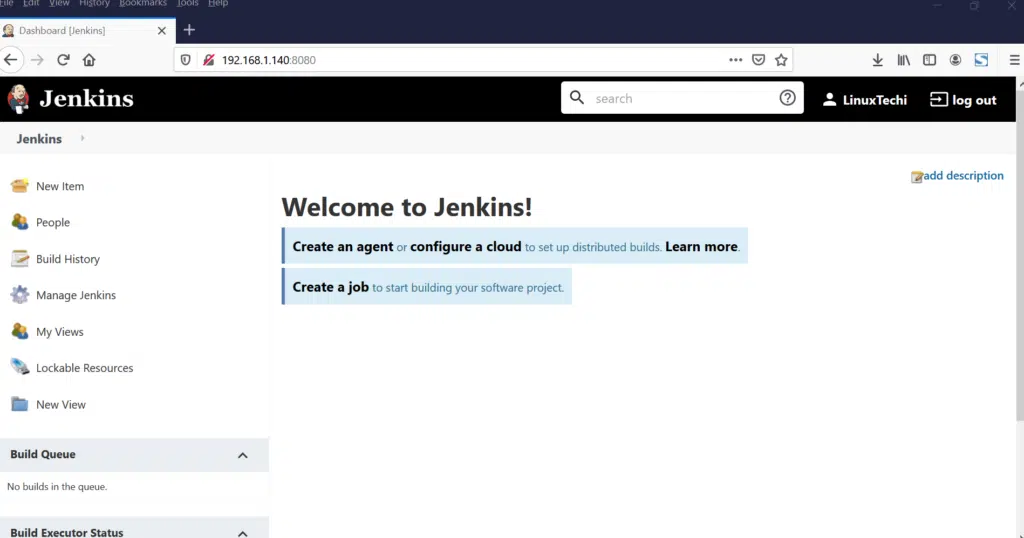 File Edit View History Bookmarks Tools Help
Dashboard [Jenkins]
192.168.1.140:8080
Jenkins
search
LinuxTechi
log out
Jenkins
add description
New Item
People
Build History
Manage Jenkins
My Views
Lockable Resources
New View
Welcome to Jenkins!
Create an agent or configure a cloud to set up distributed builds. Learn more.
Create a job to start building your software project.
Build Queue
No builds in the queue.
Build Executor Status